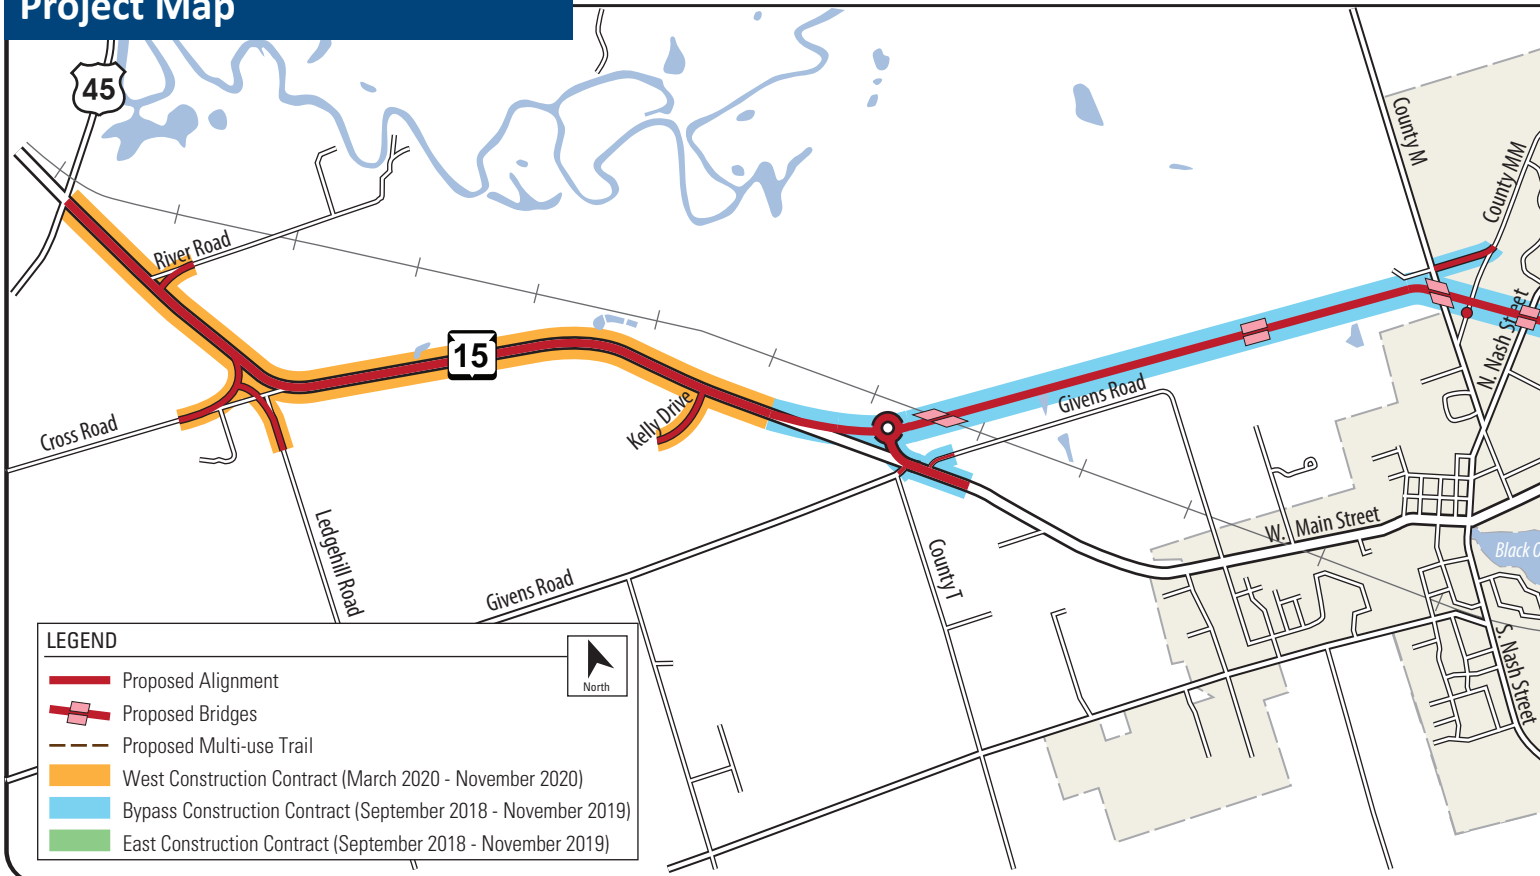 Project Map
45
County M
County MM
River Road
N. Nash Street
15
Givens Road
Kelly Drive
Cross Road
W. Main Street
Ledgehill Road
County T
Black
Givens Road
S. Nash Street
LEGEND
North
Proposed Alignment
Proposed Bridges
Proposed Multi-use Trail
West Construction Contract (March 2020 - November 2020)
Bypass Construction Contract (September 2018 - November 2019)
East Construction Contract (September 2018 - November 2019)